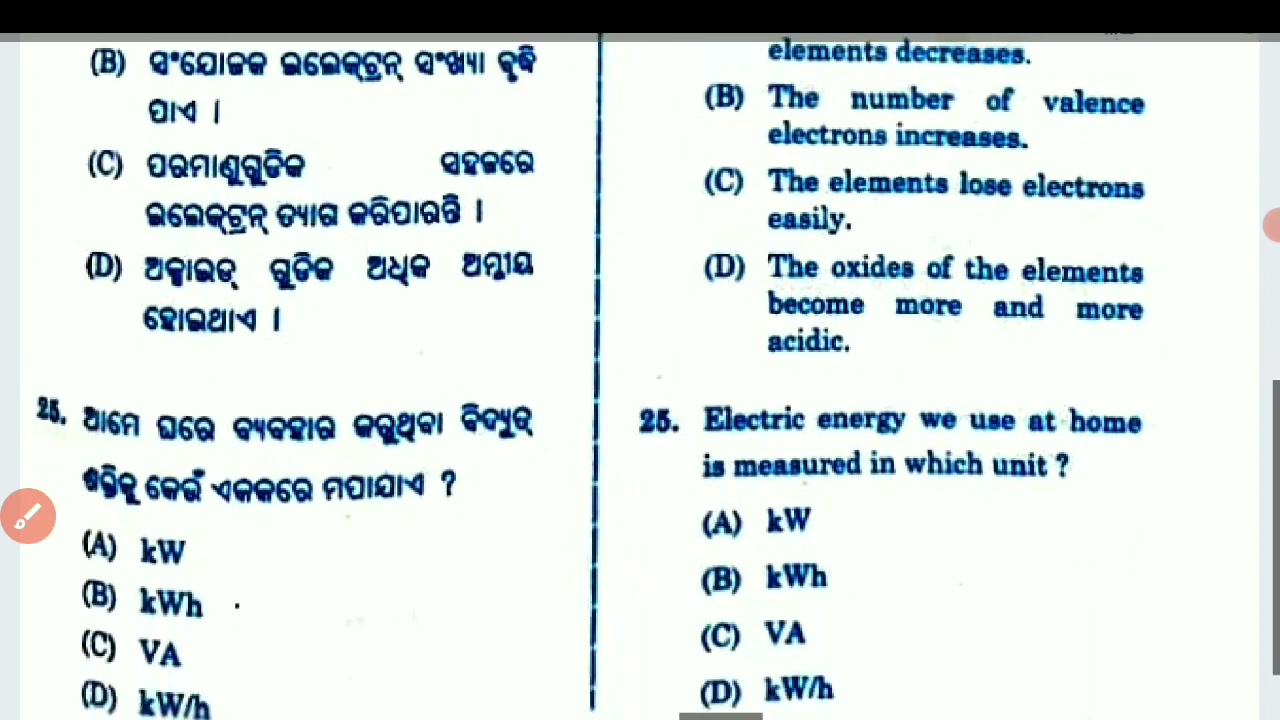 (B) ସଂଯୋଜକ ଇଲେକ୍ଟ୍ରନ୍ ସଂଖ୍ୟା ବୃଦ୍ଧି
ପାଏ ।
(C) ପରମାଣୁଗୁଡିକ ସହଜରେ
ଇଲେକ୍ଟ୍ରନ୍ ତ୍ୟାଗ କରିପାରନ୍ତି ।
(D) ଅକ୍ସାଇଡ୍ ଗୁଡିକ ଅଧିକ ଅମ୍ଳୀୟ
ହୋଇଥାଏ ।
25. ଆମେ ଘରେ ବ୍ୟବହାର କରୁଥିବା ବିଦ୍ୟୁତ୍
ଶକ୍ତିକୁ କେଉଁ ଏକକରେ ମପାଯାଏ ?
(A) kW
(B) kWh
(C) VA
(D) kW/h
elements decreases.
(B) The number of valence
electrons increases.
(C) The elements lose electrons
easily.
(D) The oxides of the elements
become more and more
acidic.
25. Electric energy we use at home
is measured in which unit ?
(A) kW
(B) kWh
(C) VA
(D) kW/h